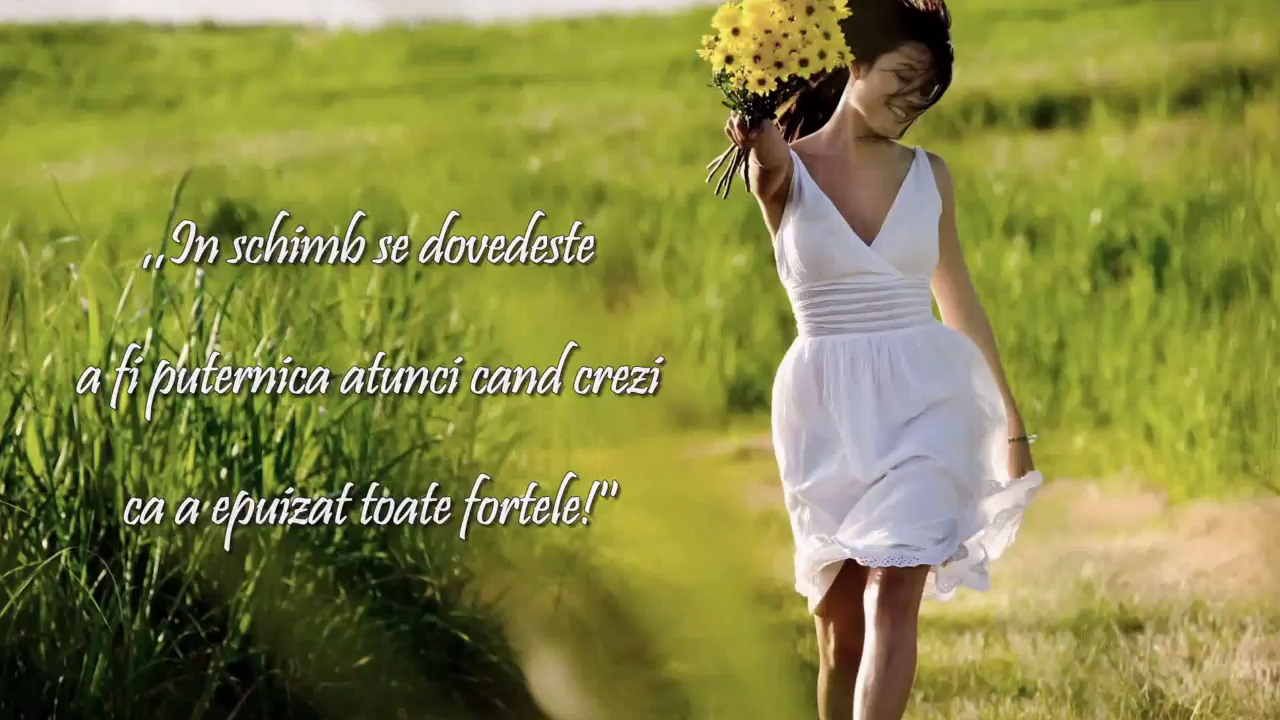 ,,In schimb se dovedeste
a fi puternica atunci cand crezi
ca a epuizat toate fortele!"